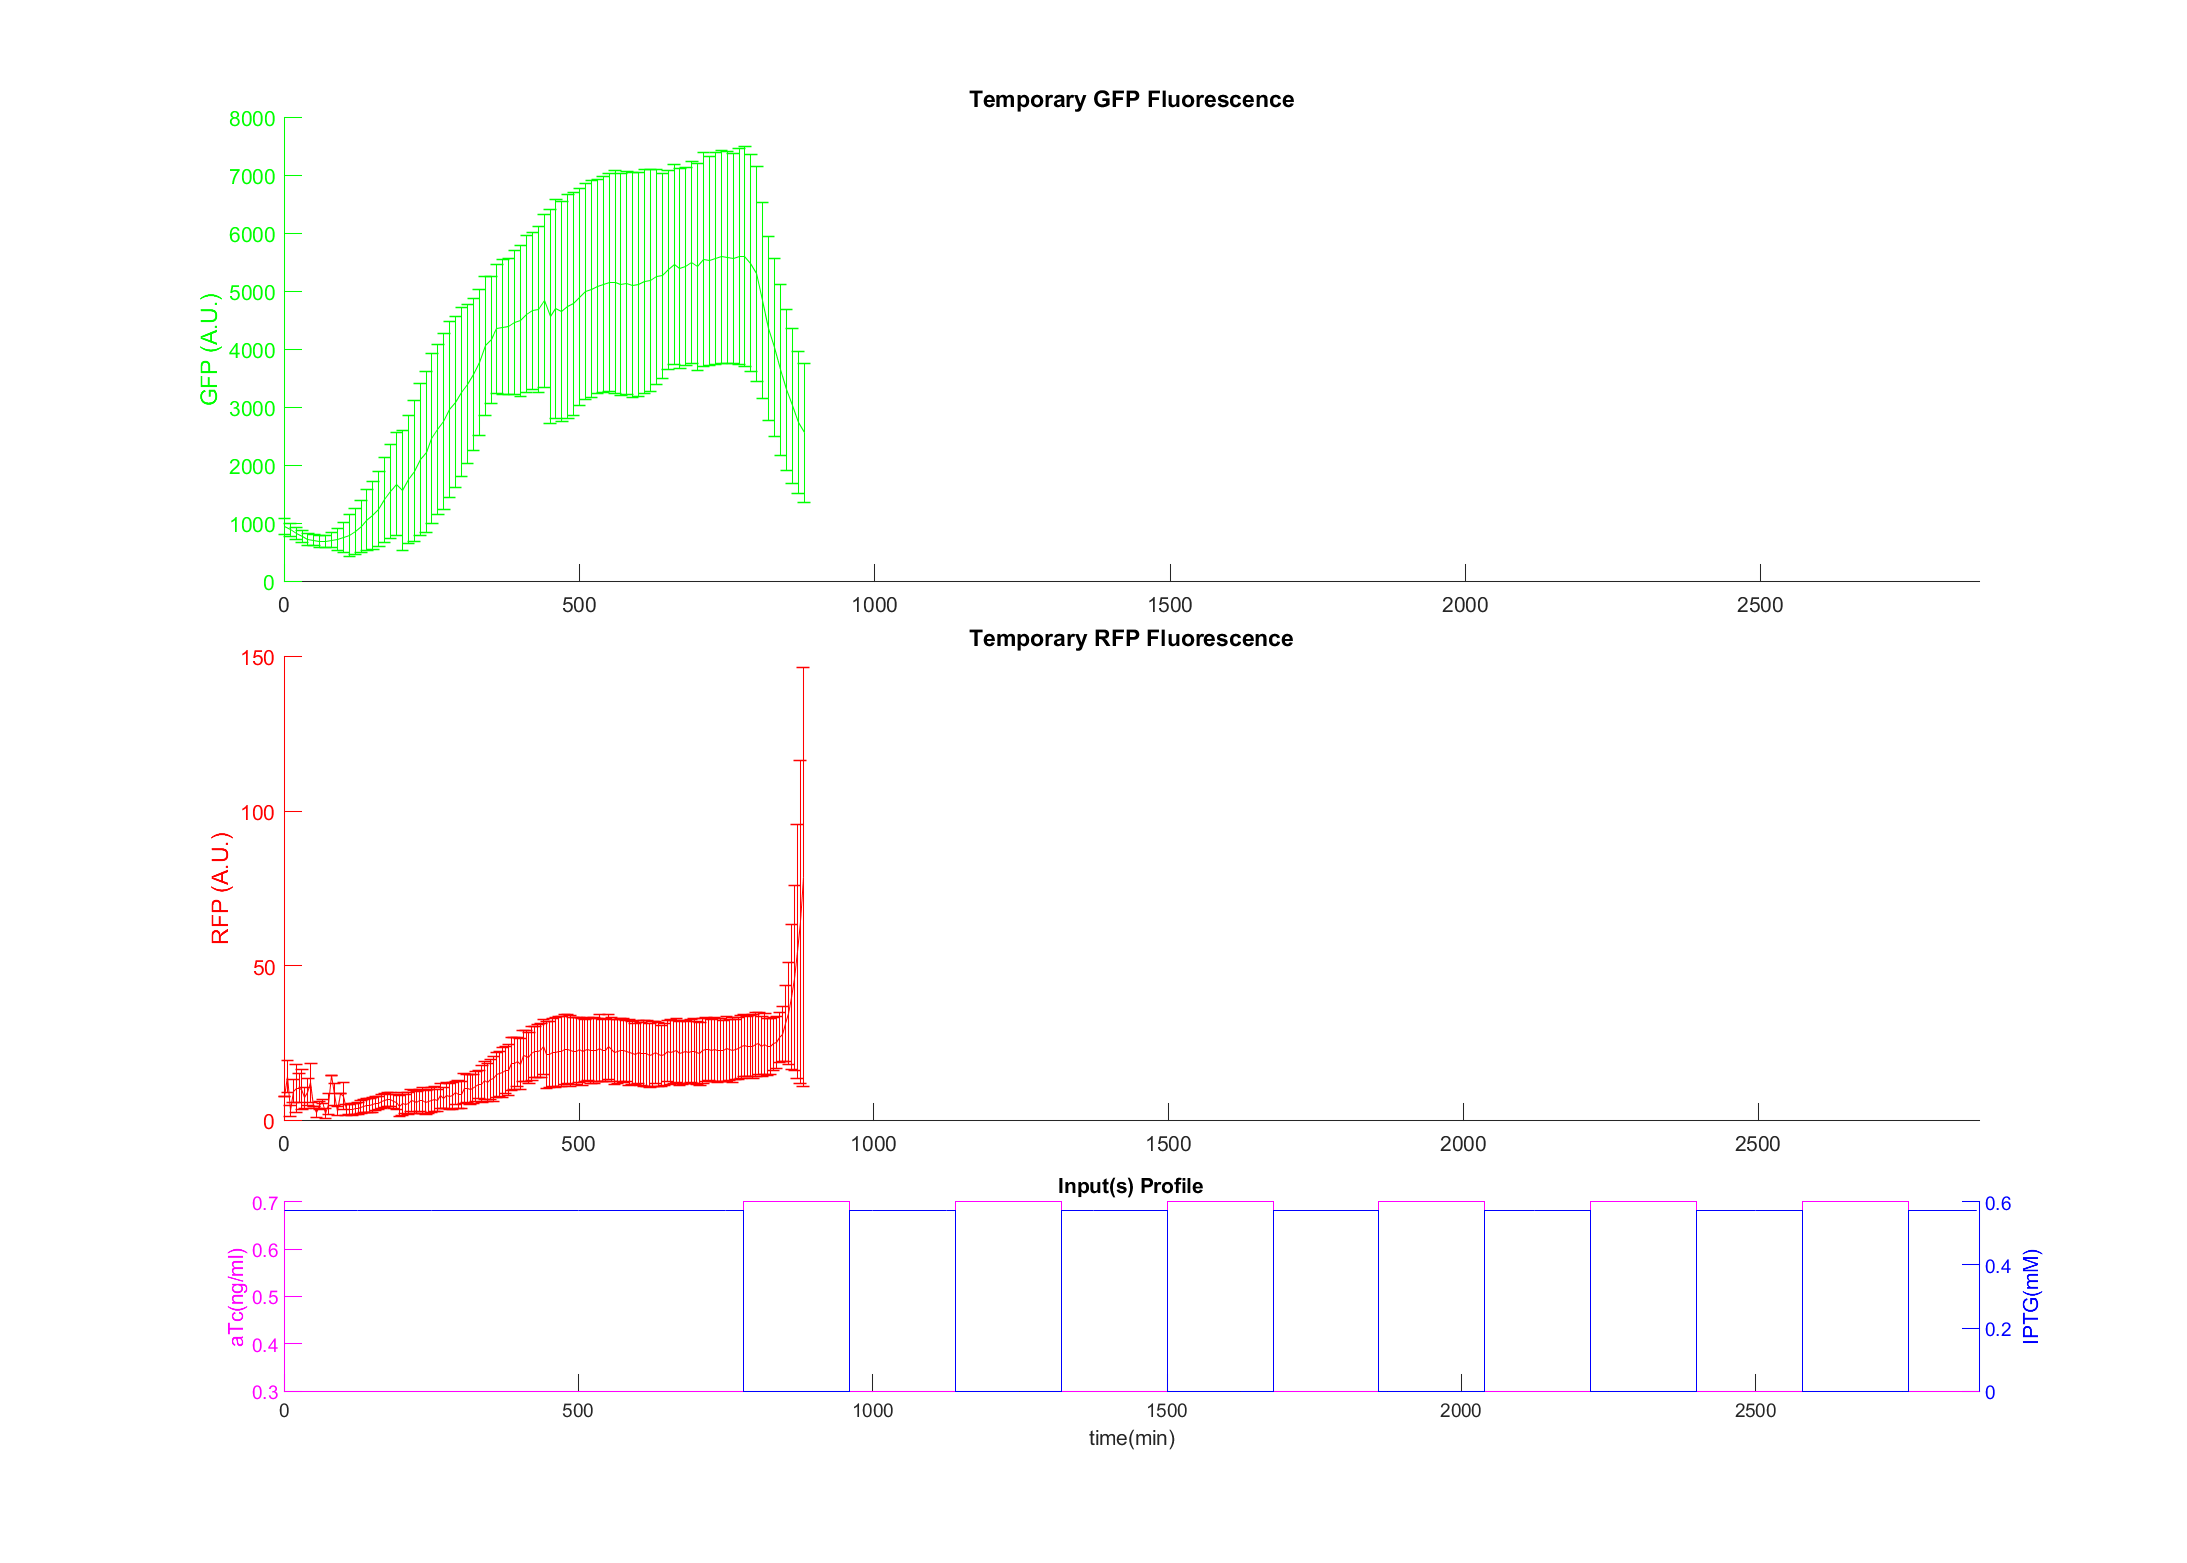 Temporary GFP Fluorescence
8000
7000
6000
5000
4000
3000
2000
1000
0
GFP (A.U.)
0 500 1000 1500 2000 2500
Temporary RFP Fluorescence
150
100
50
0
RFP (A.U.)
0 500 1000 1500 2000 2500
Input(s) Profile
0.7
0.6
0.5
0.4
0.3
aTc(ng/ml)
0.6
0.4
0.2
0
IPTG(mM)
0 500 1000 1500 2000 2500
time(min)